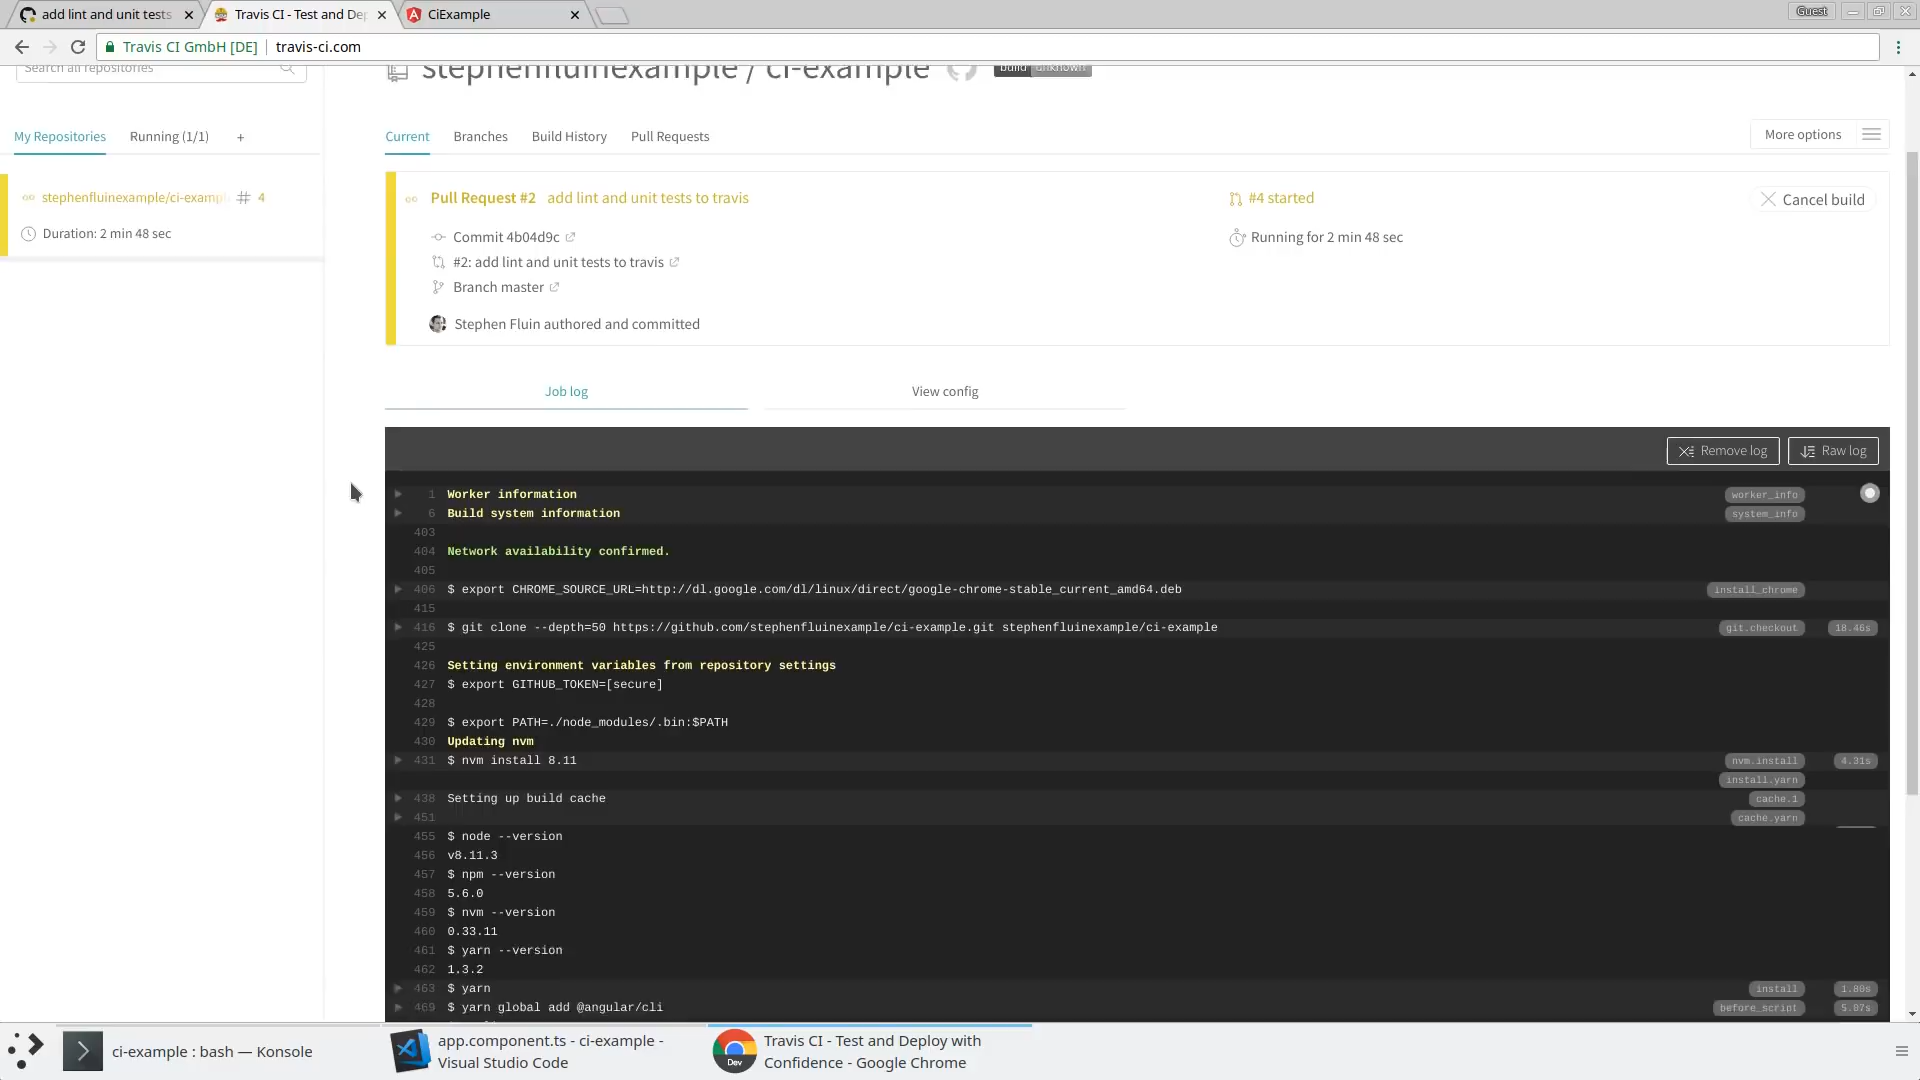 add lint and unit tests
Travis CI - Test and De
CiExample
Guest
Travis CI GmbH [DE]
travis-ci.com
Search all repositories
stephenfluinexample / ci-example
build unknown
My Repositories
Running (1/1)
+
Current
Branches
Build History
Pull Requests
More options
stephenfluinexample/ci-exampl
# 4
Duration: 2 min 48 sec
Pull Request #2 add lint and unit tests to travis
#4 started
Cancel build
Commit 4b04d9c
Running for 2 min 48 sec
#2: add lint and unit tests to travis
Branch master
Stephen Fluin authored and committed
Job log
View config
Remove log
Raw log
1 Worker information worker_info
6 Build system information system_info
403
404 Network availability confirmed.
405
406 $ export CHROME_SOURCE_URL=http://dl.google.com/dl/linux/direct/google-chrome-stable_current_amd64.deb install_chrome
415
416 $ git clone --depth=50 https://github.com/stephenfluinexample/ci-example.git stephenfluinexample/ci-example git.checkout 18.46s
425
426 Setting environment variables from repository settings
427 $ export GITHUB_TOKEN=[secure]
428
429 $ export PATH=./node_modules/.bin:$PATH
430 Updating nvm
431 $ nvm install 8.11 nvm.install 4.31s
install.yarn
438 Setting up build cache cache.1
451 cache.yarn
455 $ node --version
456 v8.11.3
457 $ npm --version
458 5.6.0
459 $ nvm --version
460 0.33.11
461 $ yarn --version
462 1.3.2
463 $ yarn install 1.80s
469 $ yarn global add @angular/cli before_script 5.07s
ci-example : bash — Konsole
app.component.ts - ci-example -
Visual Studio Code
Dev
Travis CI - Test and Deploy with
Confidence - Google Chrome